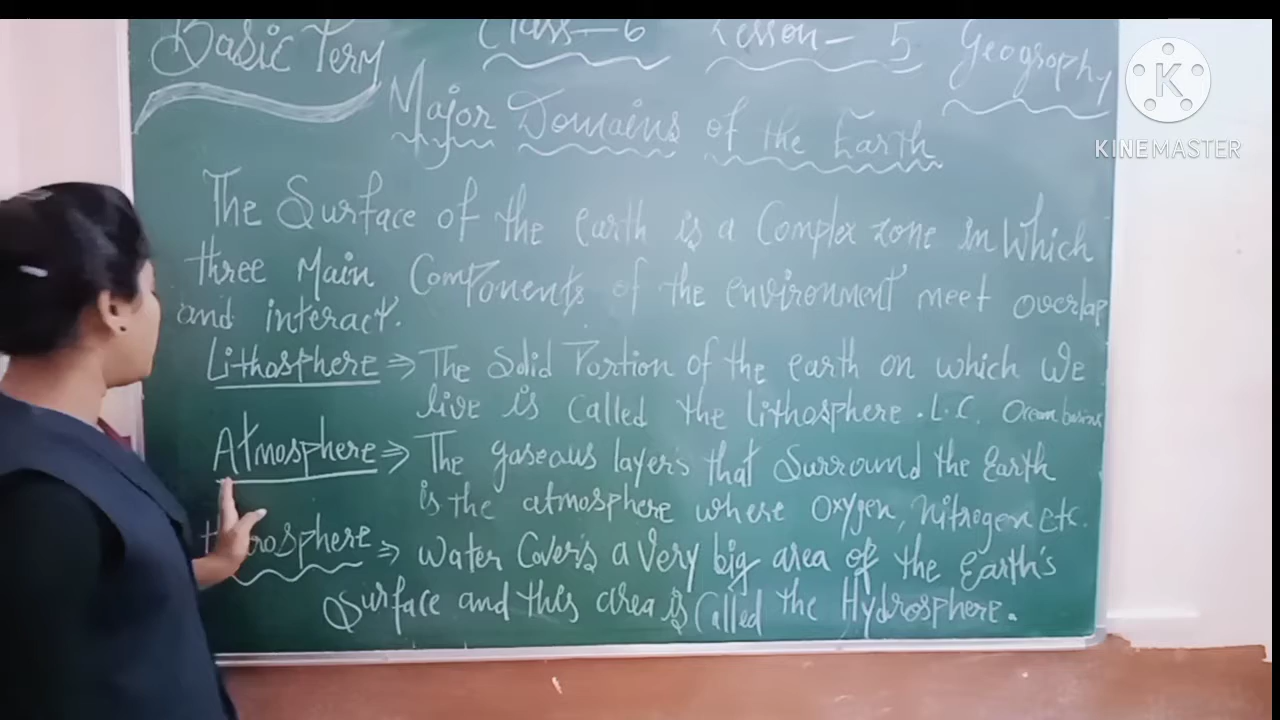 Basic Term Class-6 Lesson-5 Geography
Major Domains of the Earth
The Surface of the earth is a Complex zone in Which
three Main Components of the environment meet overlap
and interact.
Lithosphere ⇒ The Solid Portion of the earth on which We
live is Called the lithosphere. L.C. Ocean basins
Atmosphere ⇒ The gaseous layers that Surround the Earth
is the atmosphere where Oxygen, Nitrogen etc.
rosphere ⇒ Water Covers a Very big area of the Earth's
Surface and this area is Called the Hydrosphere.
KINEMASTER